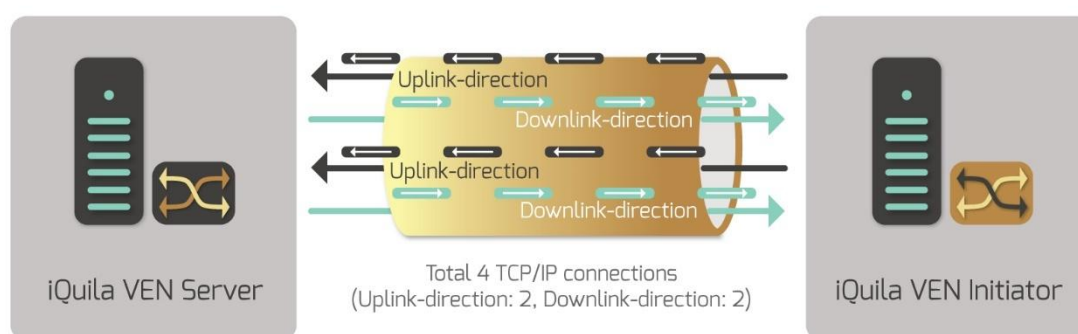 Uplink-direction
Downlink-direction
Uplink-direction
Downlink-direction
iQuila VEN Server
Total 4 TCP/IP connections
(Uplink-direction: 2, Downlink-direction: 2)
iQuila VEN Initiator